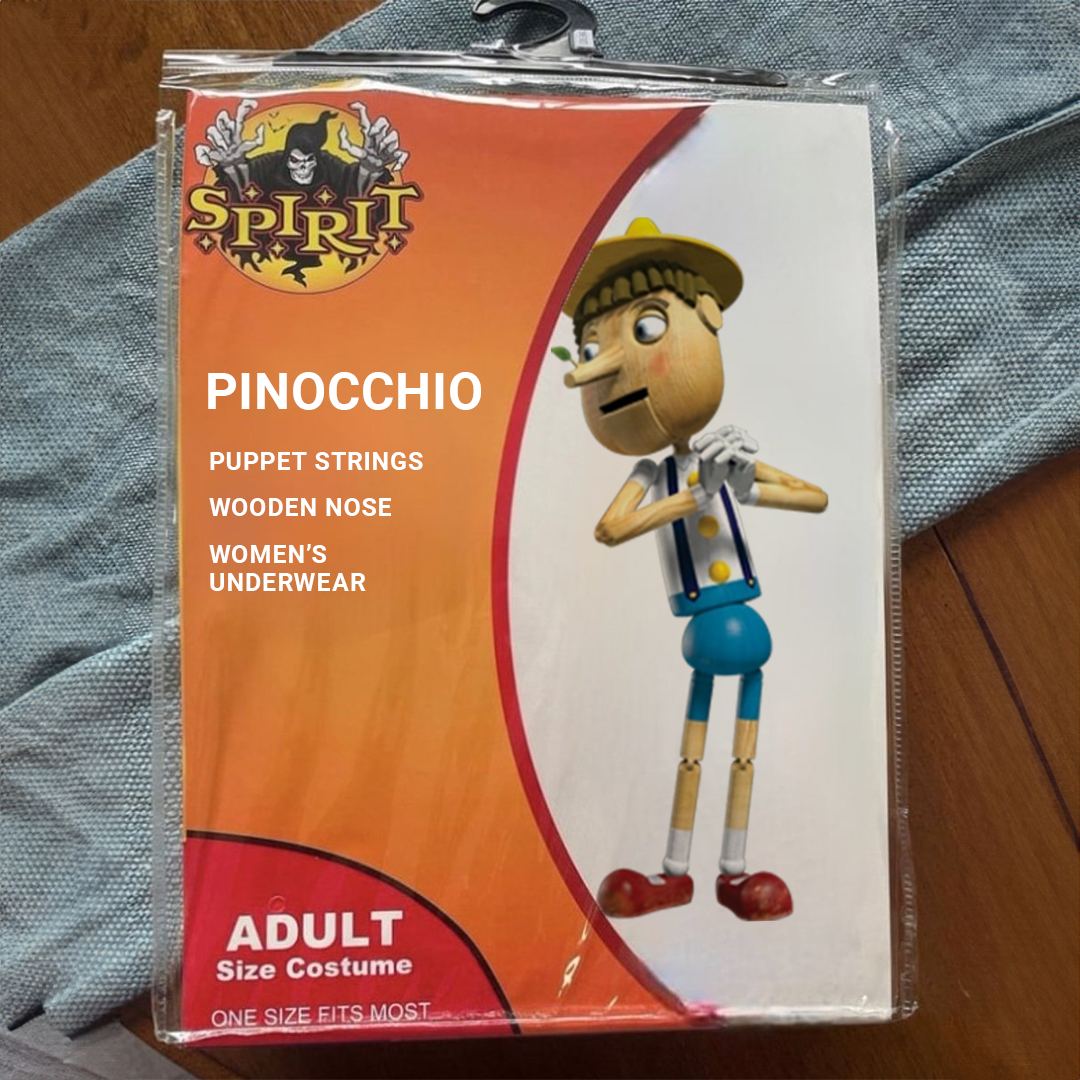 SPIRIT
PINOCCHIO
PUPPET STRINGS
WOODEN NOSE
WOMEN’S
UNDERWEAR
ADULT
Size Costume
ONE SIZE FITS MOST